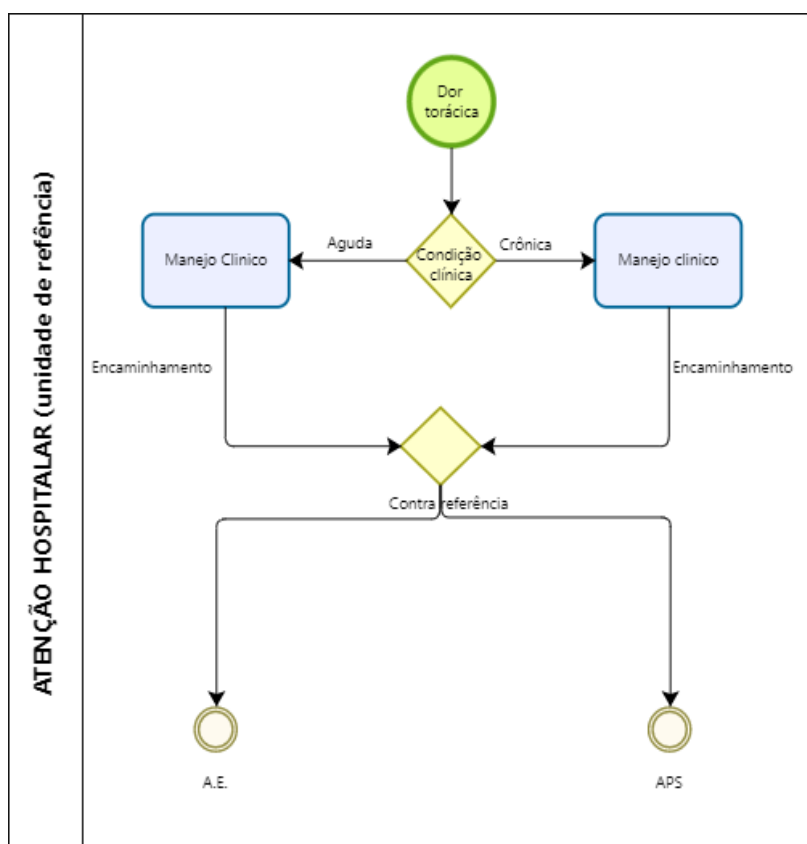 ATENÇÃO HOSPITALAR (unidade de refência)
Dor
torácica
Aguda
Crônica
Manejo Clinico
Condição
clínica
Manejo clinico
Encaminhamento
Encaminhamento
Contra referência
A.E.
APS